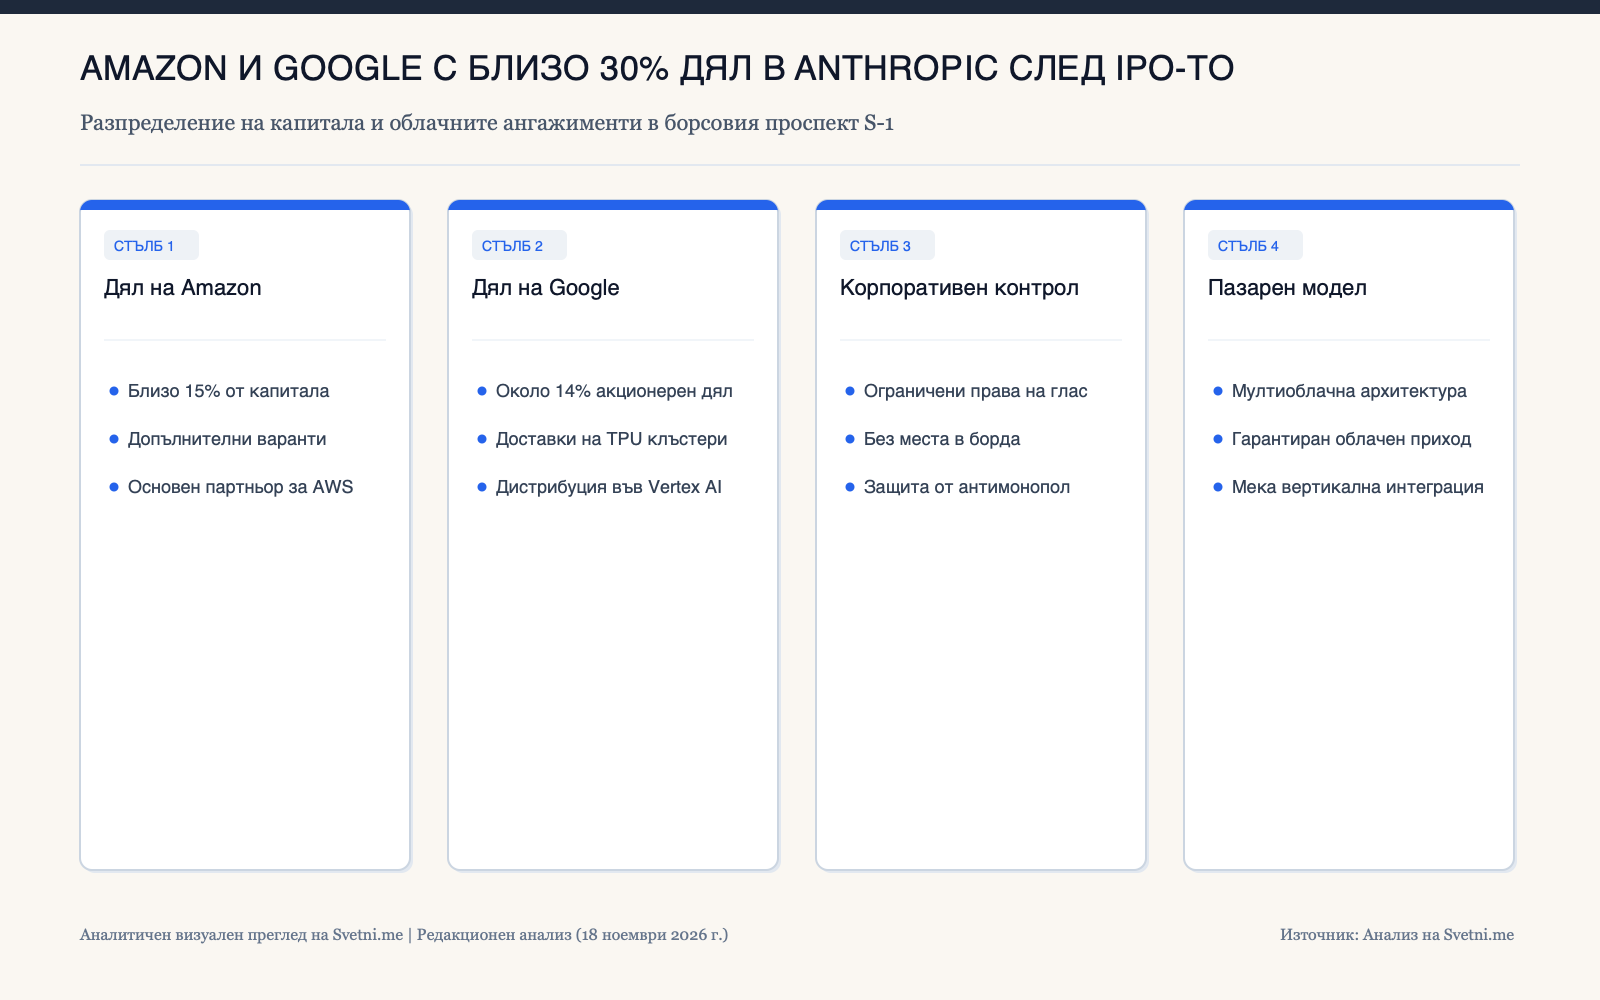 AMAZON И GOOGLE С БЛИЗО 30% ДЯЛ В ANTHROPIC СЛЕД IPO-ТО
Разпределение на капитала и облачните ангажименти в борсовия проспект S-1
СТЪЛБ 1
Дял на Amazon
Близо 15% от капитала
Допълнителни варанти
Основен партньор за AWS
СТЪЛБ 2
Дял на Google
Около 14% акционерен дял
Доставки на TPU клъстери
Дистрибуция във Vertex AI
СТЪЛБ 3
Корпоративен контрол
Ограничени права на глас
Без места в борда
Защита от антимонопол
СТЪЛБ 4
Пазарен модел
Мултиоблачна архитектура
Гарантиран облачен приход
Мека вертикална интеграция
Аналитичен визуален преглед на Svetni.me | Редакционен анализ (18 ноември 2026 г.)
Източник: Анализ на Svetni.me